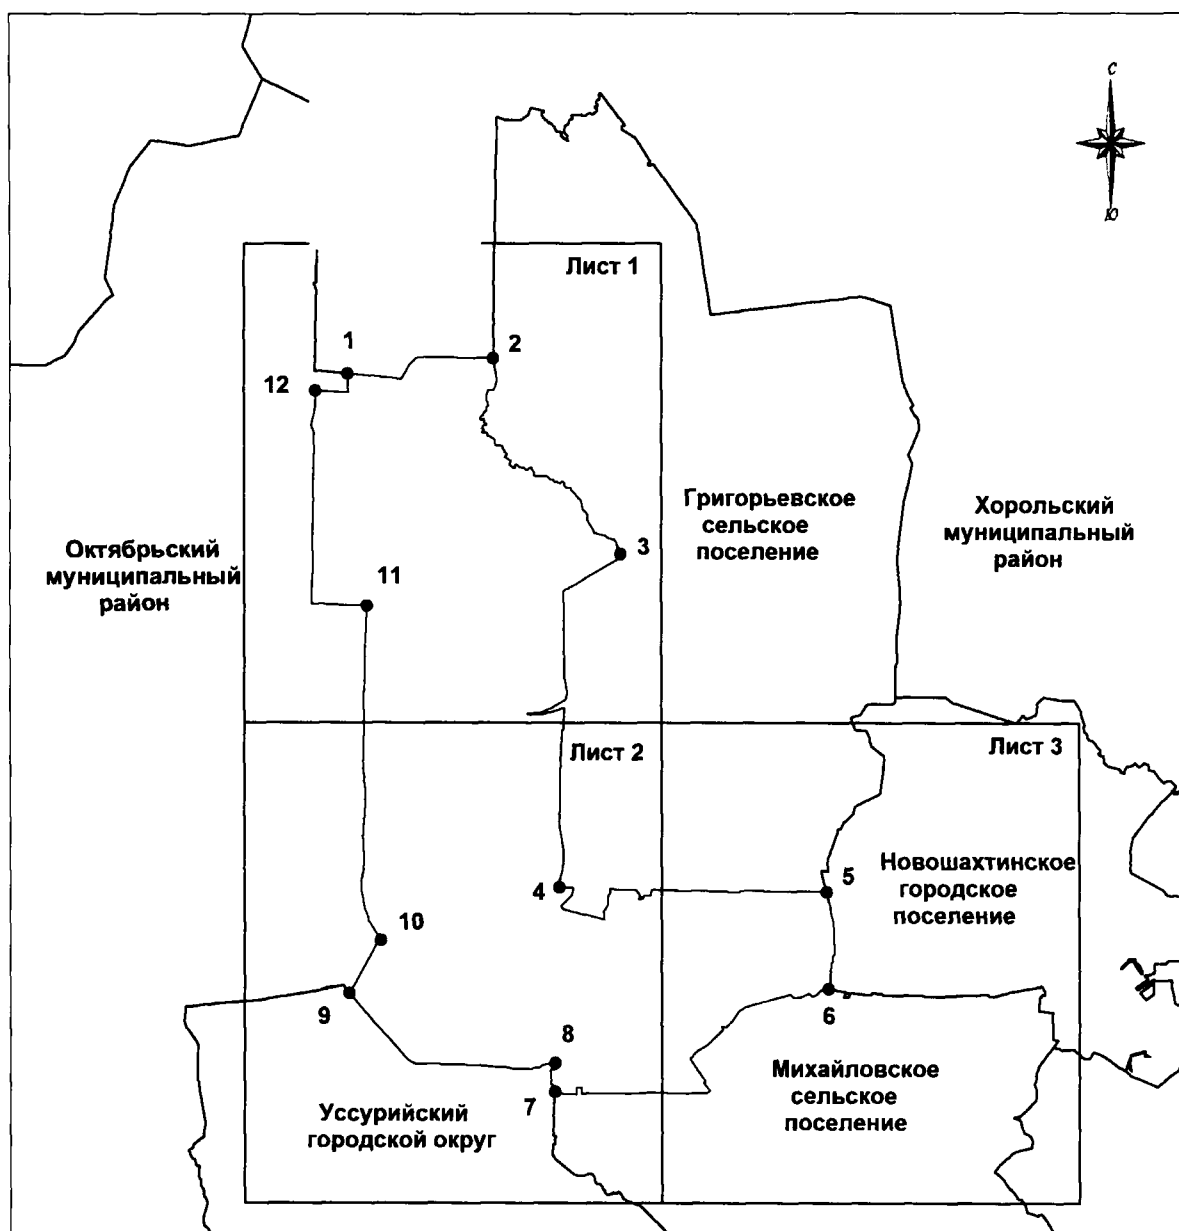 С
Ю
Лист 1
1
2
12
Григорьевское
сельское
поселение
Хорольский
муниципальный
район
3
Октябрьский
муниципальный
район
11
Лист 2
Лист 3
4
5
Новошахтинское
городское
поселение
10
9
6
8
7
Михайловское
сельское
поселение
Уссурийский
городской округ